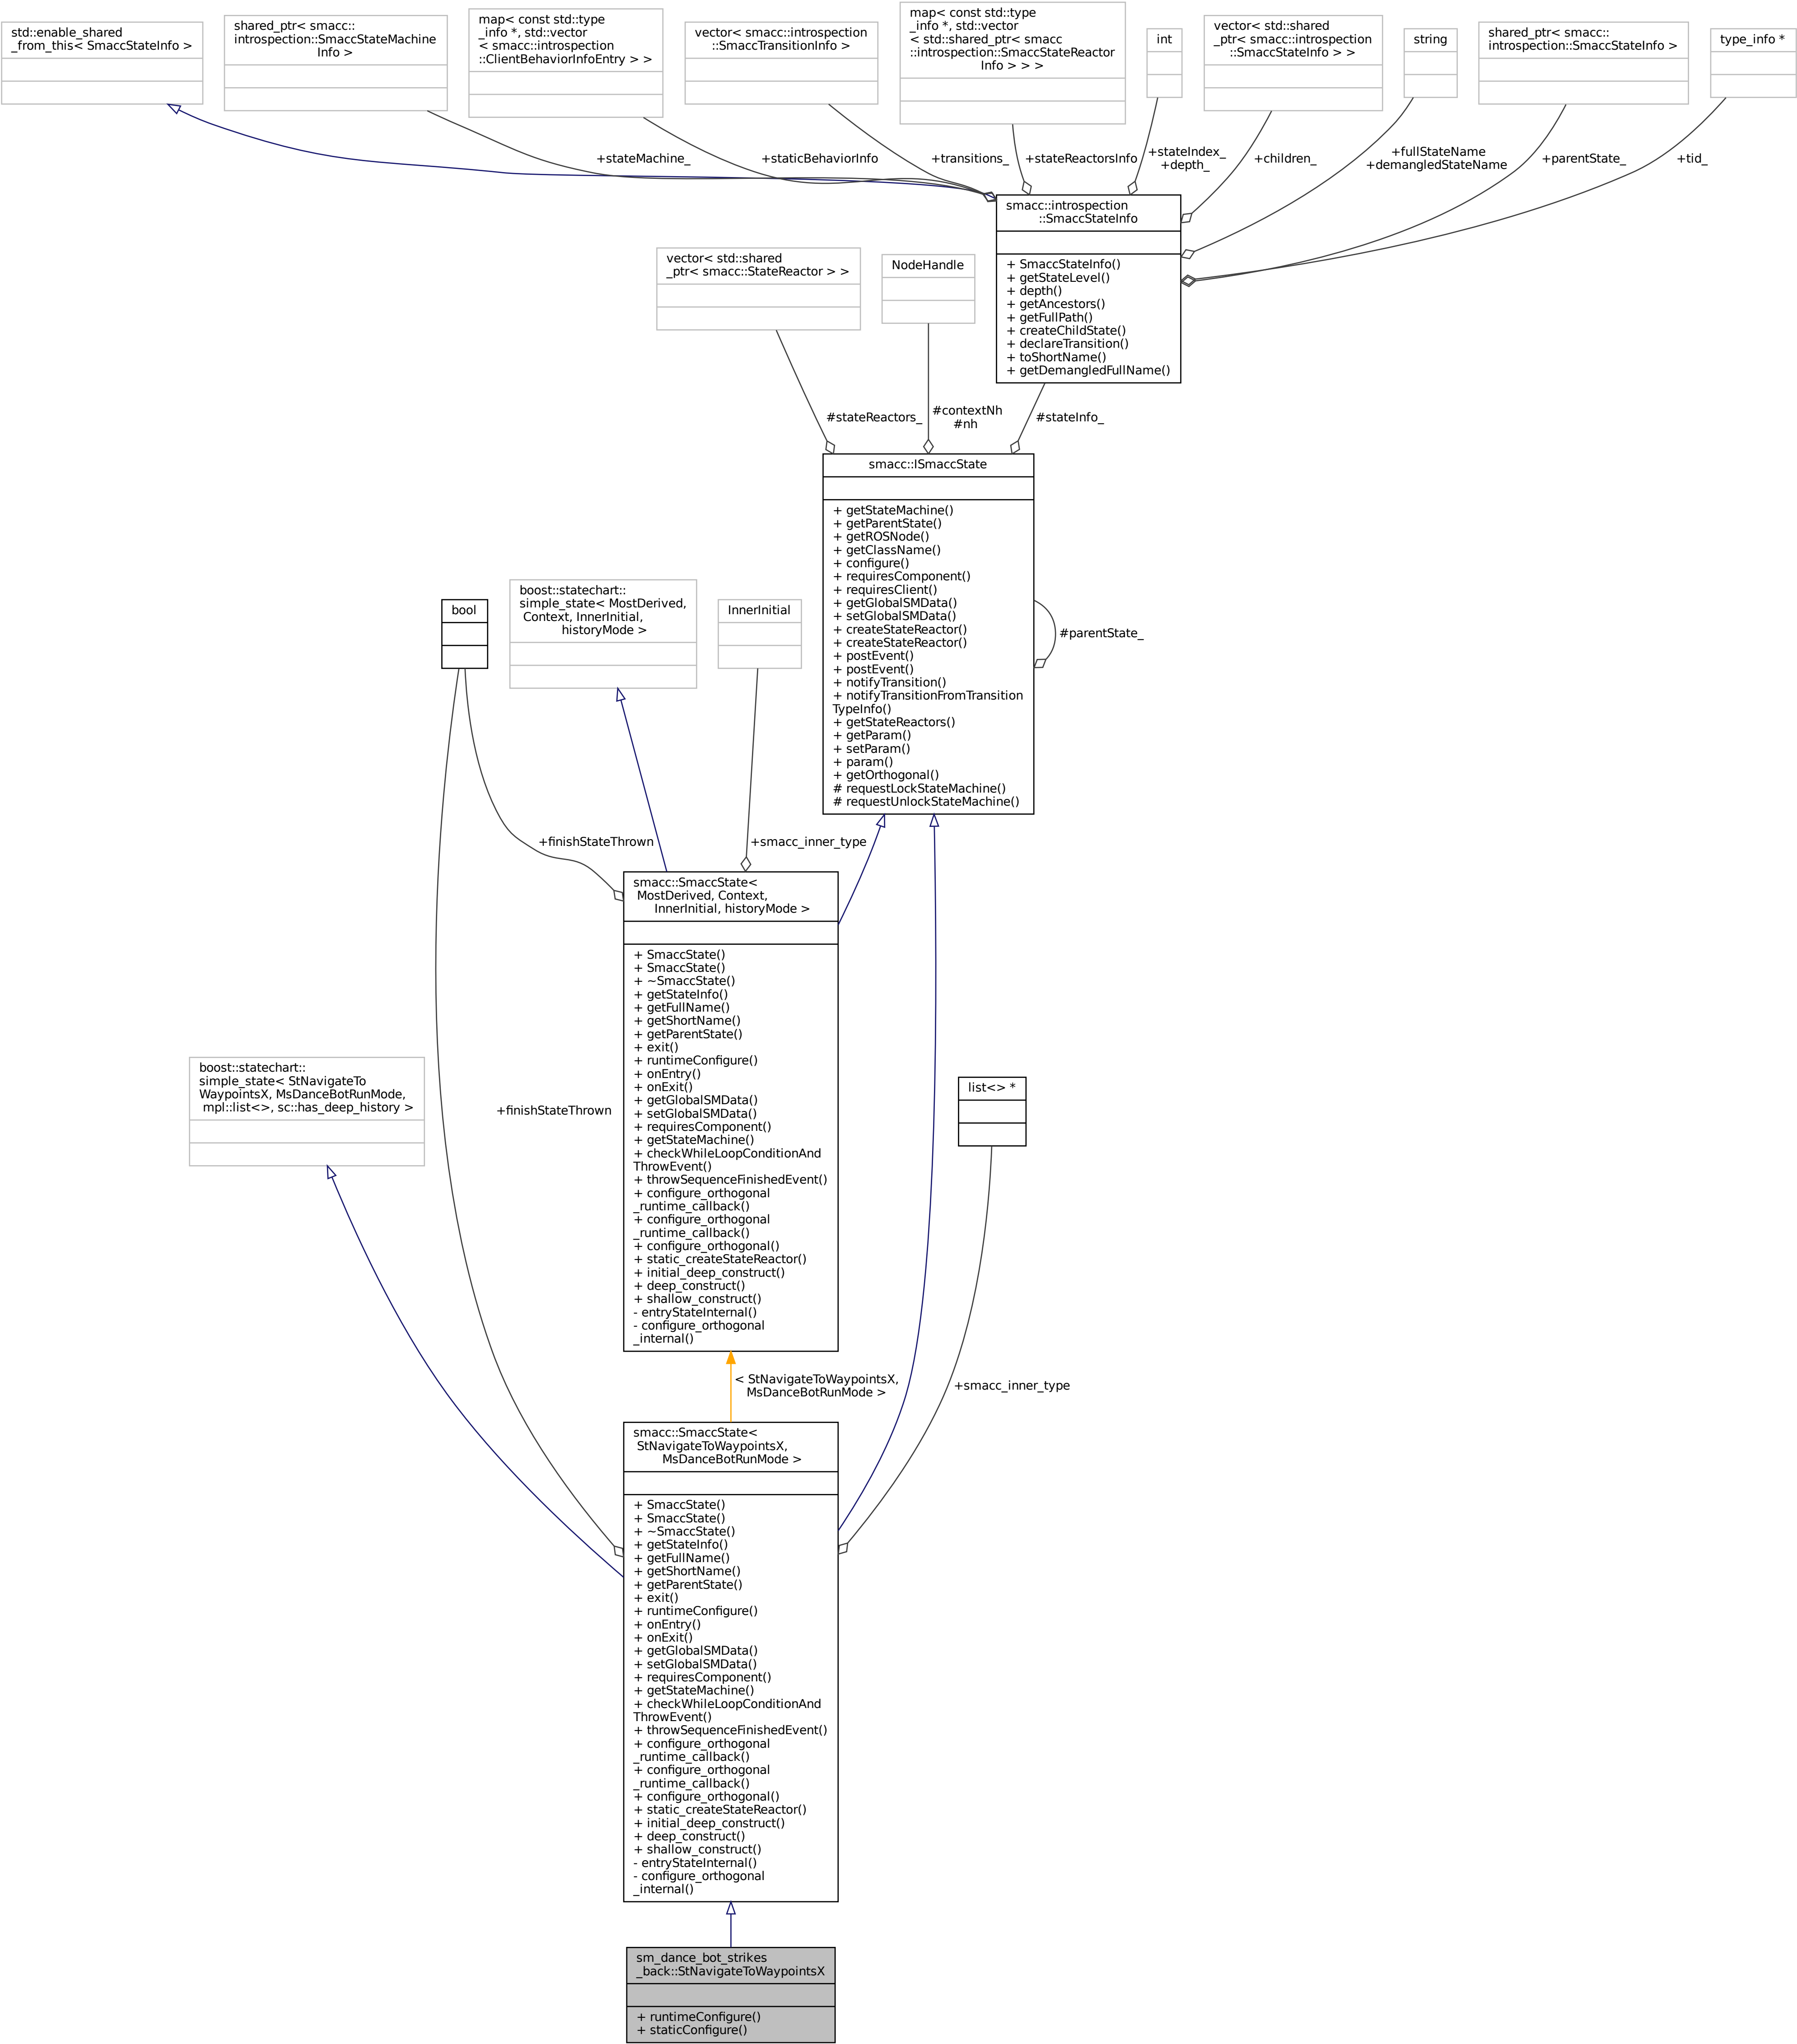 std::enable_shared
_from_this< SmaccStateInfo >
shared_ptr< smacc::
introspection::SmaccStateMachine
Info >
map< const std::type
_info *, std::vector
< smacc::introspection
::ClientBehaviorInfoEntry > >
vector< smacc::introspection
::SmaccTransitionInfo >
map< const std::type
_info *, std::vector
< std::shared_ptr< smacc
::introspection::SmaccStateReactor
Info > > >
int
vector< std::shared
_ptr< smacc::introspection
::SmaccStateInfo > >
string
shared_ptr< smacc::
introspection::SmaccStateInfo >
type_info *
+stateMachine_
+staticBehaviorInfo
+transitions_
+stateReactorsInfo
+stateIndex_
+depth_
+children_
+fullStateName
+demangledStateName
+parentState_
+tid_
smacc::introspection
::SmaccStateInfo
+ SmaccStateInfo()
+ getStateLevel()
+ depth()
+ getAncestors()
+ getFullPath()
+ createChildState()
+ declareTransition()
+ toShortName()
+ getDemangledFullName()
vector< std::shared
_ptr< smacc::StateReactor > >
NodeHandle
#stateReactors_
#contextNh
#nh
#stateInfo_
smacc::ISmaccState
+ getStateMachine()
+ getParentState()
+ getROSNode()
+ getClassName()
+ configure()
+ requiresComponent()
+ requiresClient()
+ getGlobalSMData()
+ setGlobalSMData()
+ createStateReactor()
+ createStateReactor()
+ postEvent()
+ postEvent()
+ notifyTransition()
+ notifyTransitionFromTransition
TypeInfo()
+ getStateReactors()
+ getParam()
+ setParam()
+ param()
+ getOrthogonal()
# requestLockStateMachine()
# requestUnlockStateMachine()
#parentState_
bool
boost::statechart::
simple_state< MostDerived,
Context, InnerInitial,
historyMode >
InnerInitial
+finishStateThrown
+smacc_inner_type
smacc::SmaccState<
MostDerived, Context,
InnerInitial, historyMode >
+ SmaccState()
+ SmaccState()
+ ~SmaccState()
+ getStateInfo()
+ getFullName()
+ getShortName()
+ getParentState()
+ exit()
+ runtimeConfigure()
+ onEntry()
+ onExit()
+ getGlobalSMData()
+ setGlobalSMData()
+ requiresComponent()
+ getStateMachine()
+ checkWhileLoopConditionAnd
ThrowEvent()
+ throwSequenceFinishedEvent()
+ configure_orthogonal
_runtime_callback()
+ configure_orthogonal
_runtime_callback()
+ configure_orthogonal()
+ static_createStateReactor()
+ initial_deep_construct()
+ deep_construct()
+ shallow_construct()
- entryStateInternal()
- configure_orthogonal
_internal()
boost::statechart::
simple_state< StNavigateTo
WaypointsX, MsDanceBotRunMode,
mpl::list<>, sc::has_deep_history >
+finishStateThrown
list<> *
< StNavigateToWaypointsX,
MsDanceBotRunMode >
+smacc_inner_type
smacc::SmaccState<
StNavigateToWaypointsX,
MsDanceBotRunMode >
+ SmaccState()
+ SmaccState()
+ ~SmaccState()
+ getStateInfo()
+ getFullName()
+ getShortName()
+ getParentState()
+ exit()
+ runtimeConfigure()
+ onEntry()
+ onExit()
+ getGlobalSMData()
+ setGlobalSMData()
+ requiresComponent()
+ getStateMachine()
+ checkWhileLoopConditionAnd
ThrowEvent()
+ throwSequenceFinishedEvent()
+ configure_orthogonal
_runtime_callback()
+ configure_orthogonal
_runtime_callback()
+ configure_orthogonal()
+ static_createStateReactor()
+ initial_deep_construct()
+ deep_construct()
+ shallow_construct()
- entryStateInternal()
- configure_orthogonal
_internal()
sm_dance_bot_strikes
_back::StNavigateToWaypointsX
+ runtimeConfigure()
+ staticConfigure()